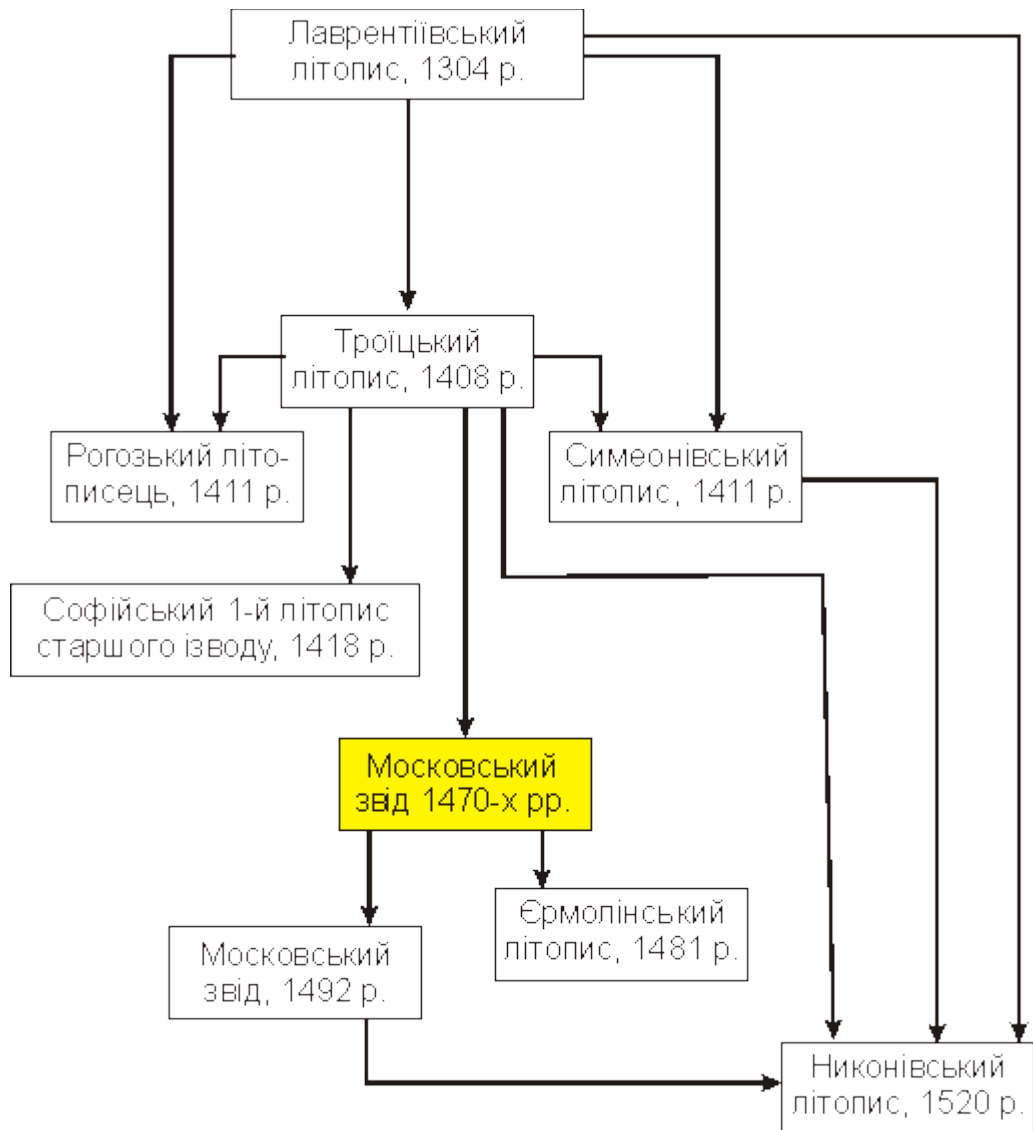 Лаврентіївський
літопис, 1304 р.
Троїцький
літопис, 1408 р.
Рогозький літо-
писець, 1411 р.
Симеонівський
літопис, 1411 р.
Софійський 1-й літопис
старшого ізводу, 1418 р.
Московський
звід 1470-х рр.
Єрмолінський
літопис, 1481 р.
Московський
звід, 1492 р.
Никонівський
літопис, 1520 р.